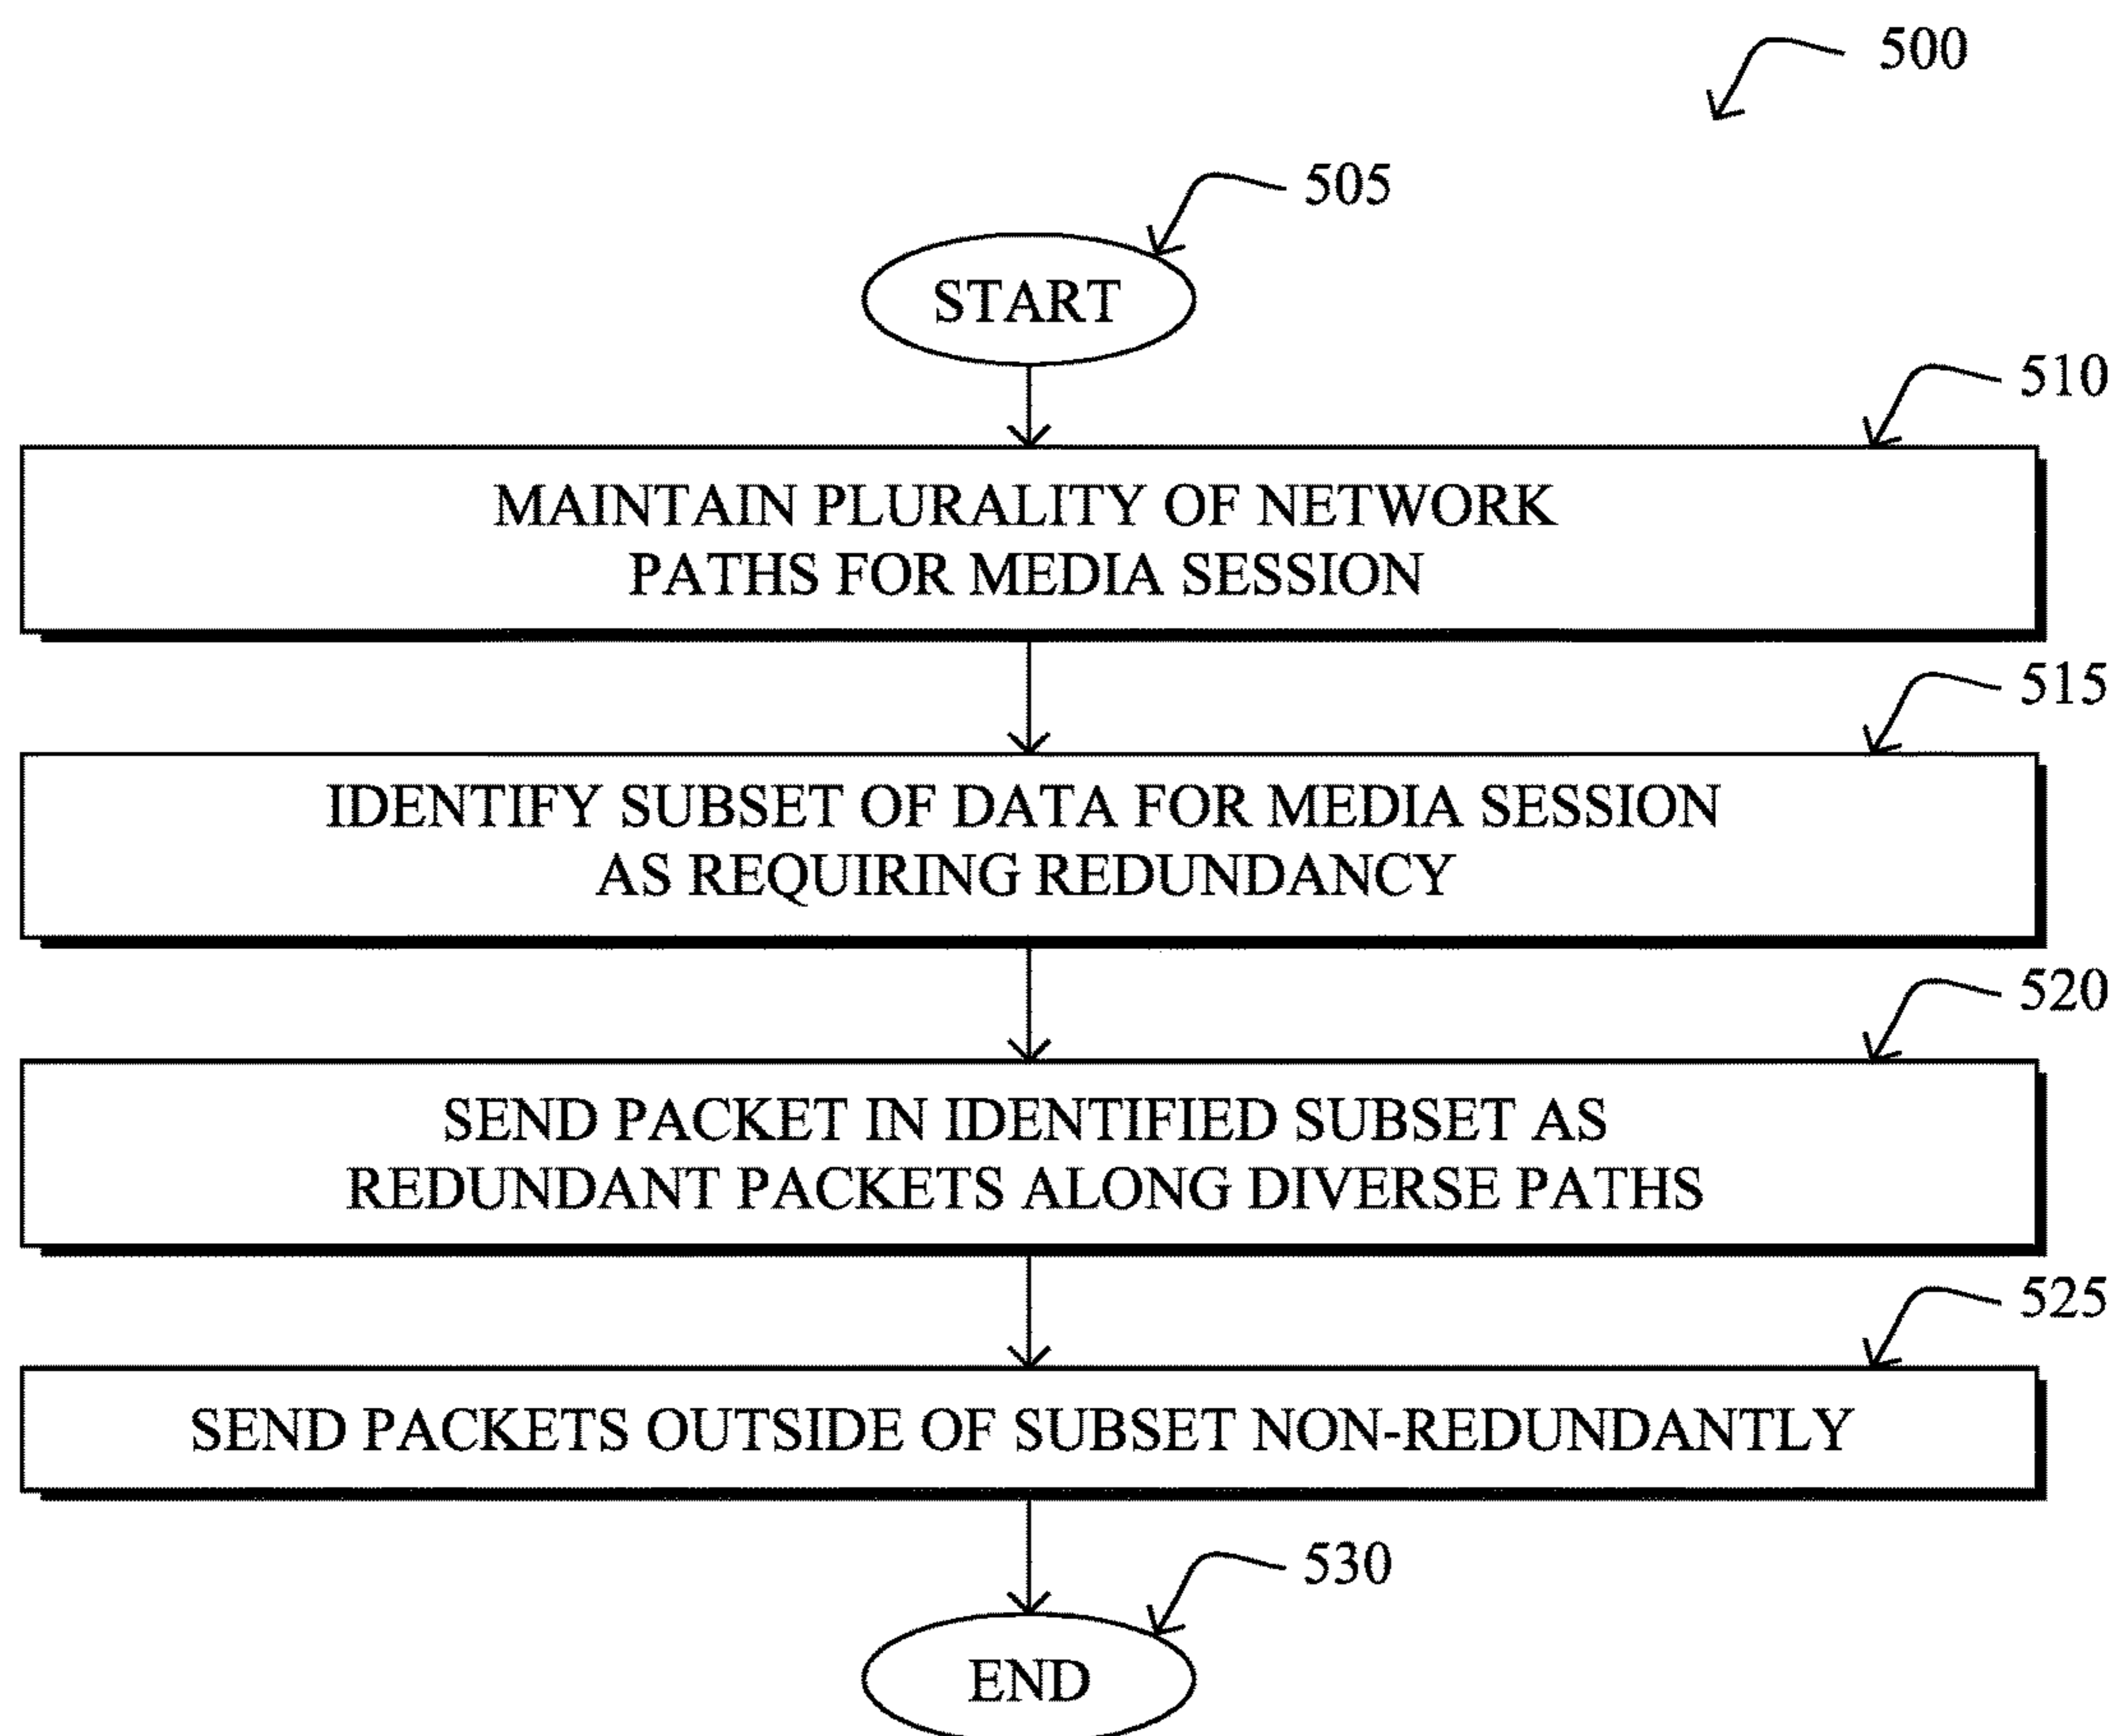 500
505
START
510
MAINTAIN PLURALITY OF NETWORK
PATHS FOR MEDIA SESSION
515
IDENTIFY SUBSET OF DATA FOR MEDIA SESSION
AS REQUIRING REDUNDANCY
520
SEND PACKET IN IDENTIFIED SUBSET AS
REDUNDANT PACKETS ALONG DIVERSE PATHS
525
SEND PACKETS OUTSIDE OF SUBSET NON-REDUNDANTLY
530
END